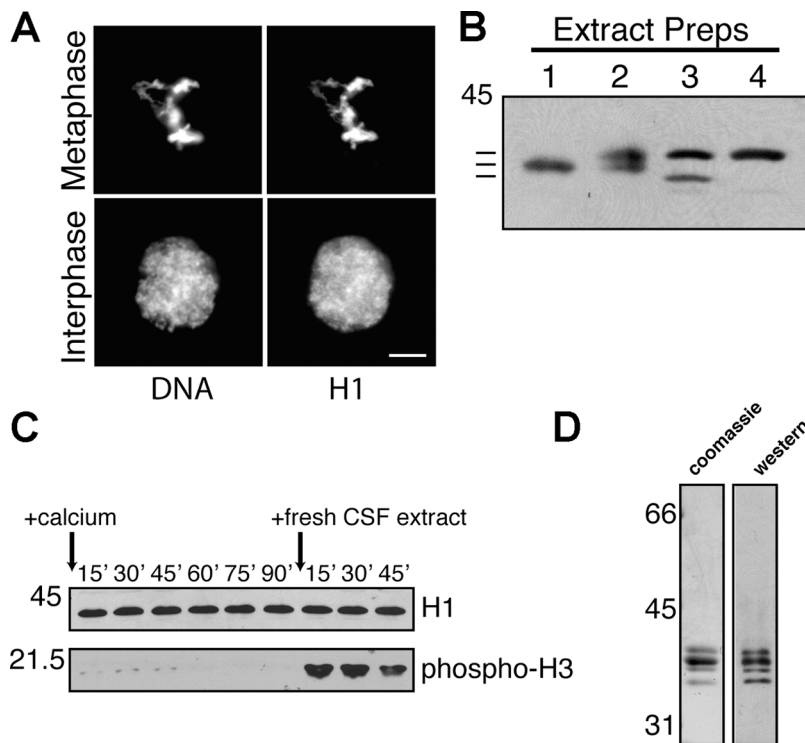 A
Metaphase
Interphase
DNA
H1
B
Extract Preps
1 2 3 4
45
C
+calcium
+fresh CSF extract
15’ 30’ 45’ 60’ 75’ 90’ 15’ 30’ 45’
45
H1
21.5
phospho-H3
D
coomassie
western
66
45
31